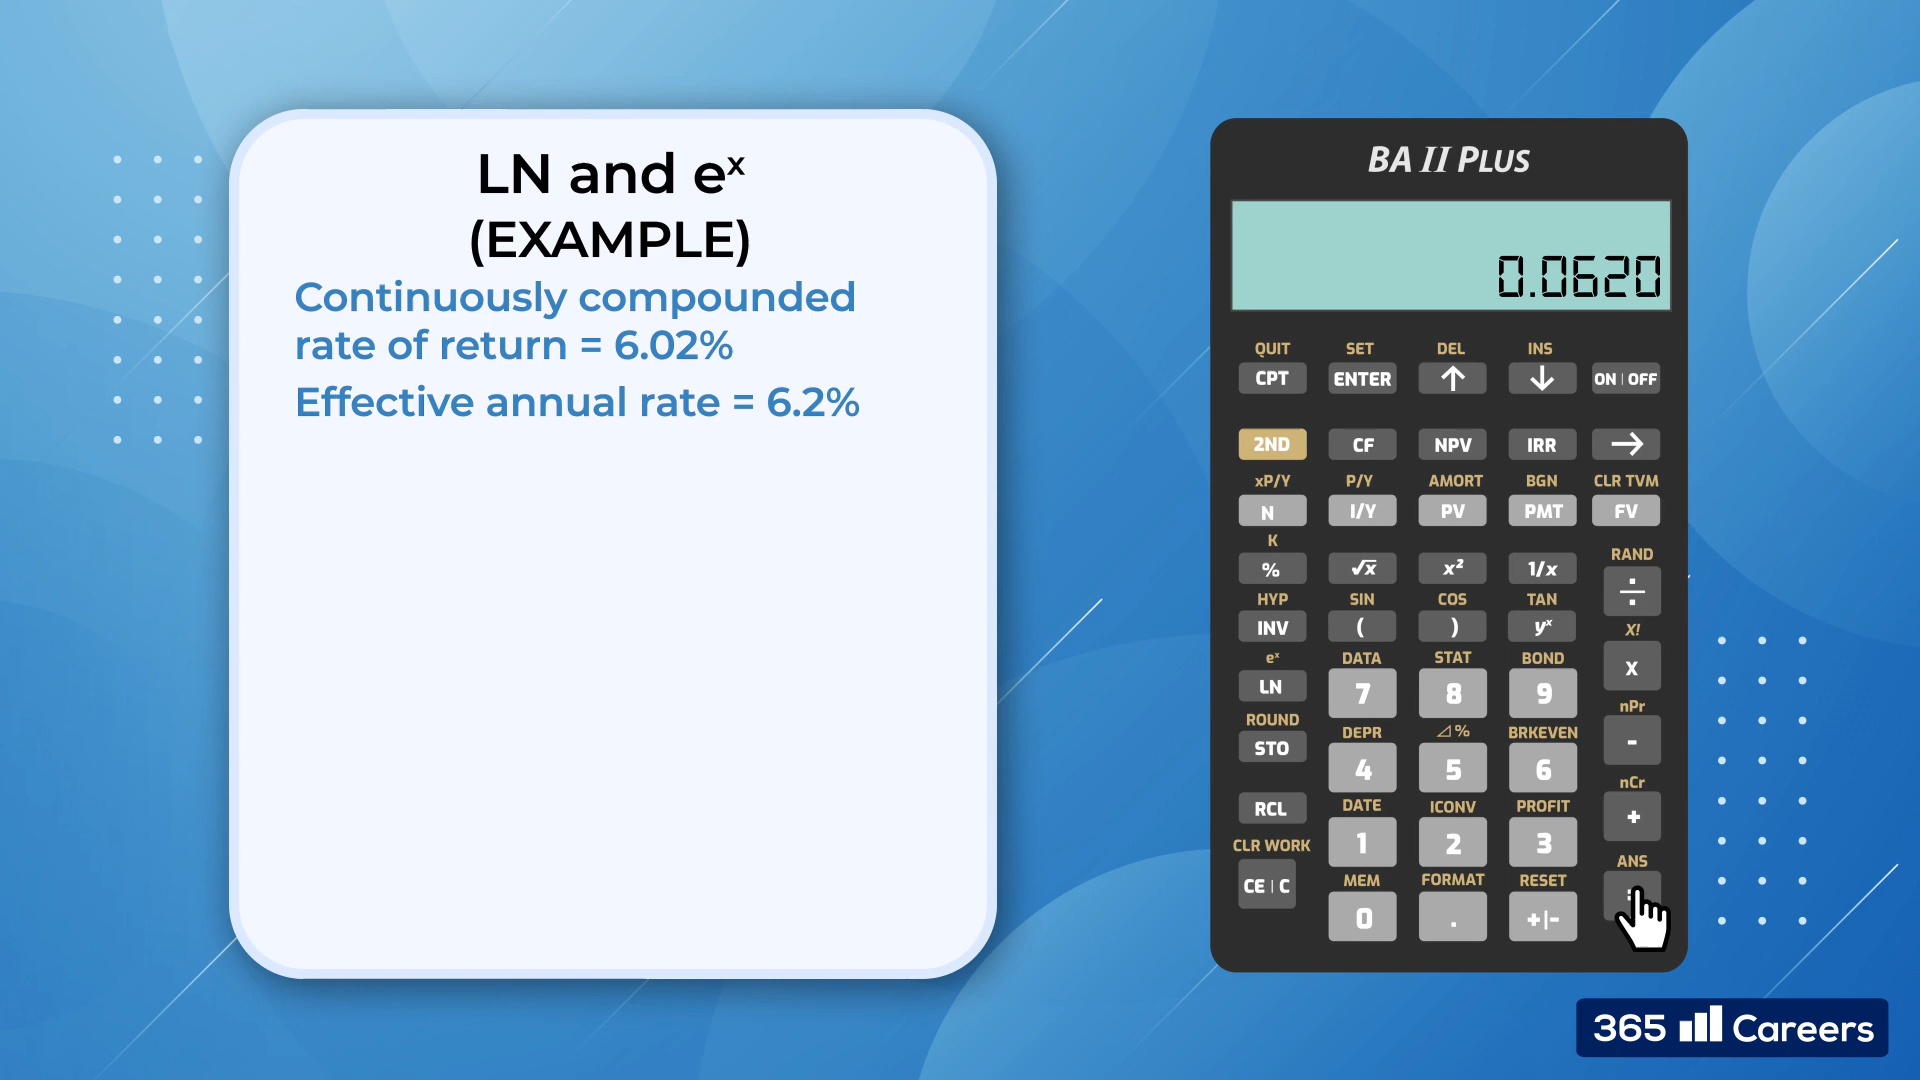 LN and eˣ
(EXAMPLE)
Continuously compounded
rate of return = 6.02%
Effective annual rate = 6.2%
BA II PLUS
0.0620
QUIT SET DEL INS
CPT ENTER ↑ ↓ ON | OFF
2ND CF NPV IRR →
xP/Y P/Y AMORT BGN CLR TVM
N I/Y PV PMT FV
K
RAND
% √x x² 1/x ÷
HYP SIN COS TAN
X!
INV ( ) yˣ
eˣ DATA STAT BOND
x
LN 7 8 9
nPr
ROUND DEPR ⊿% BRKEVEN
STO 4 5 6 -
nCr
DATE ICONV PROFIT
RCL 1 2 3 +
CLR WORK
ANS
MEM FORMAT RESET
CE | C 0 . +|-
365 Careers